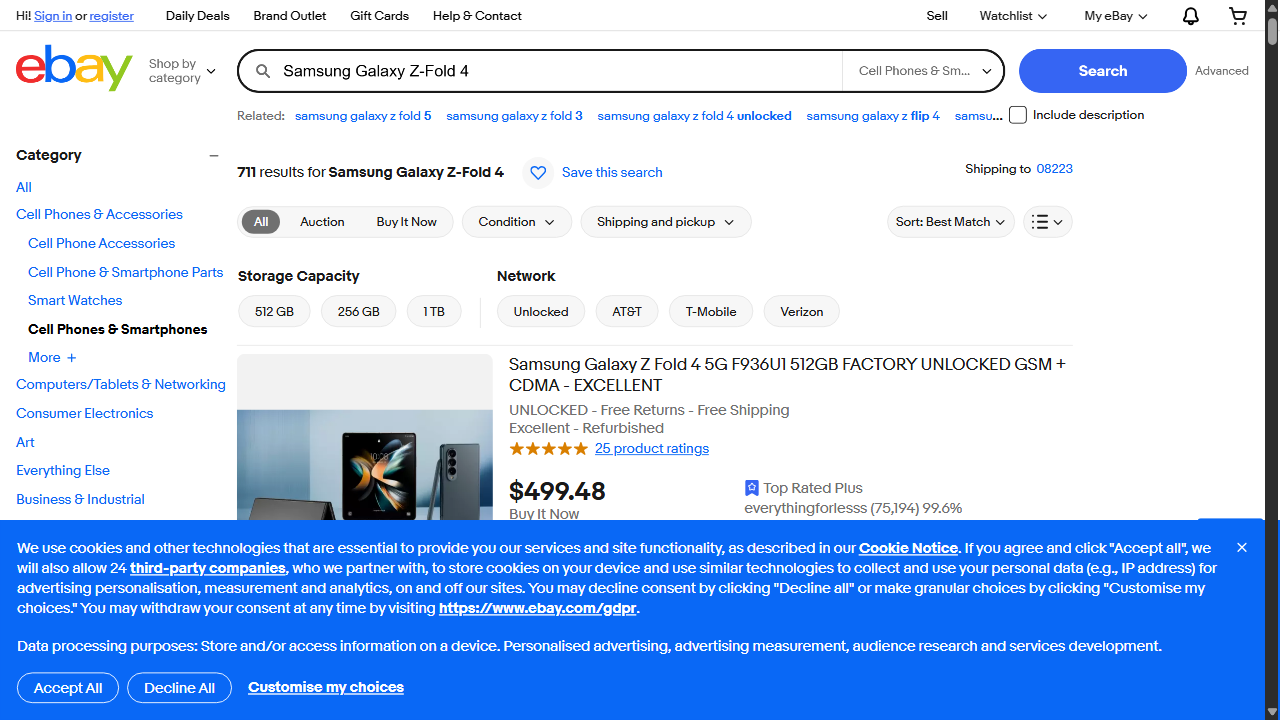 Hi! Sign in or register
Daily Deals
Brand Outlet
Gift Cards
Help & Contact
Sell
Watchlist
My eBay
ebay
Shop by
category
Samsung Galaxy Z-Fold 4
Cell Phones & Sm...
Search
Advanced
Related:
samsung galaxy z fold 5
samsung galaxy z fold 3
samsung galaxy z fold 4 unlocked
samsung galaxy z flip 4
samsu...
Include description
Category
All
Cell Phones & Accessories
Cell Phone Accessories
Cell Phone & Smartphone Parts
Smart Watches
Cell Phones & Smartphones
More +
Computers/Tablets & Networking
Consumer Electronics
Art
Everything Else
Business & Industrial
711 results for Samsung Galaxy Z-Fold 4
Save this search
Shipping to 08223
All
Auction
Buy It Now
Condition
Shipping and pickup
Sort: Best Match
Storage Capacity
512 GB
256 GB
1 TB
Network
Unlocked
AT&T
T-Mobile
Verizon
Samsung Galaxy Z Fold 4 5G F936U1 512GB FACTORY UNLOCKED GSM +
CDMA - EXCELLENT
UNLOCKED - Free Returns - Free Shipping
Excellent - Refurbished
25 product ratings
$499.48
Buy It Now
Top Rated Plus
everythingforlesss (75,194) 99.6%
We use cookies and other technologies that are essential to provide you our services and site functionality, as described in our Cookie Notice. If you agree and click "Accept all", we
will also allow 24 third-party companies, who we partner with, to store cookies on your device and use similar technologies to collect and use your personal data (e.g., IP address) for
advertising personalisation, measurement and analytics, on and off our sites. You may decline consent by clicking "Decline all" or make granular choices by clicking "Customise my
choices." You may withdraw your consent at any time by visiting https://www.ebay.com/gdpr.
Data processing purposes: Store and/or access information on a device. Personalised advertising, advertising measurement, audience research and services development.
Accept All
Decline All
Customise my choices